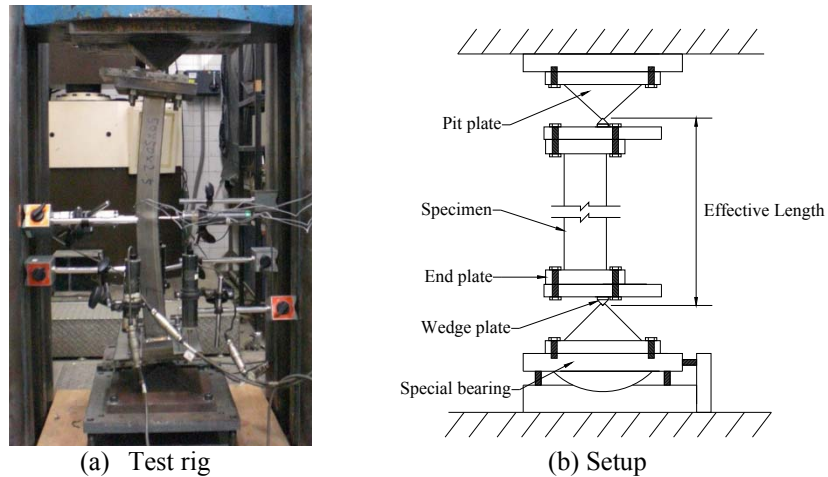 Pit plate
Specimen
Effective Length
End plate
Wedge plate
Special bearing
(a) Test rig
(b) Setup